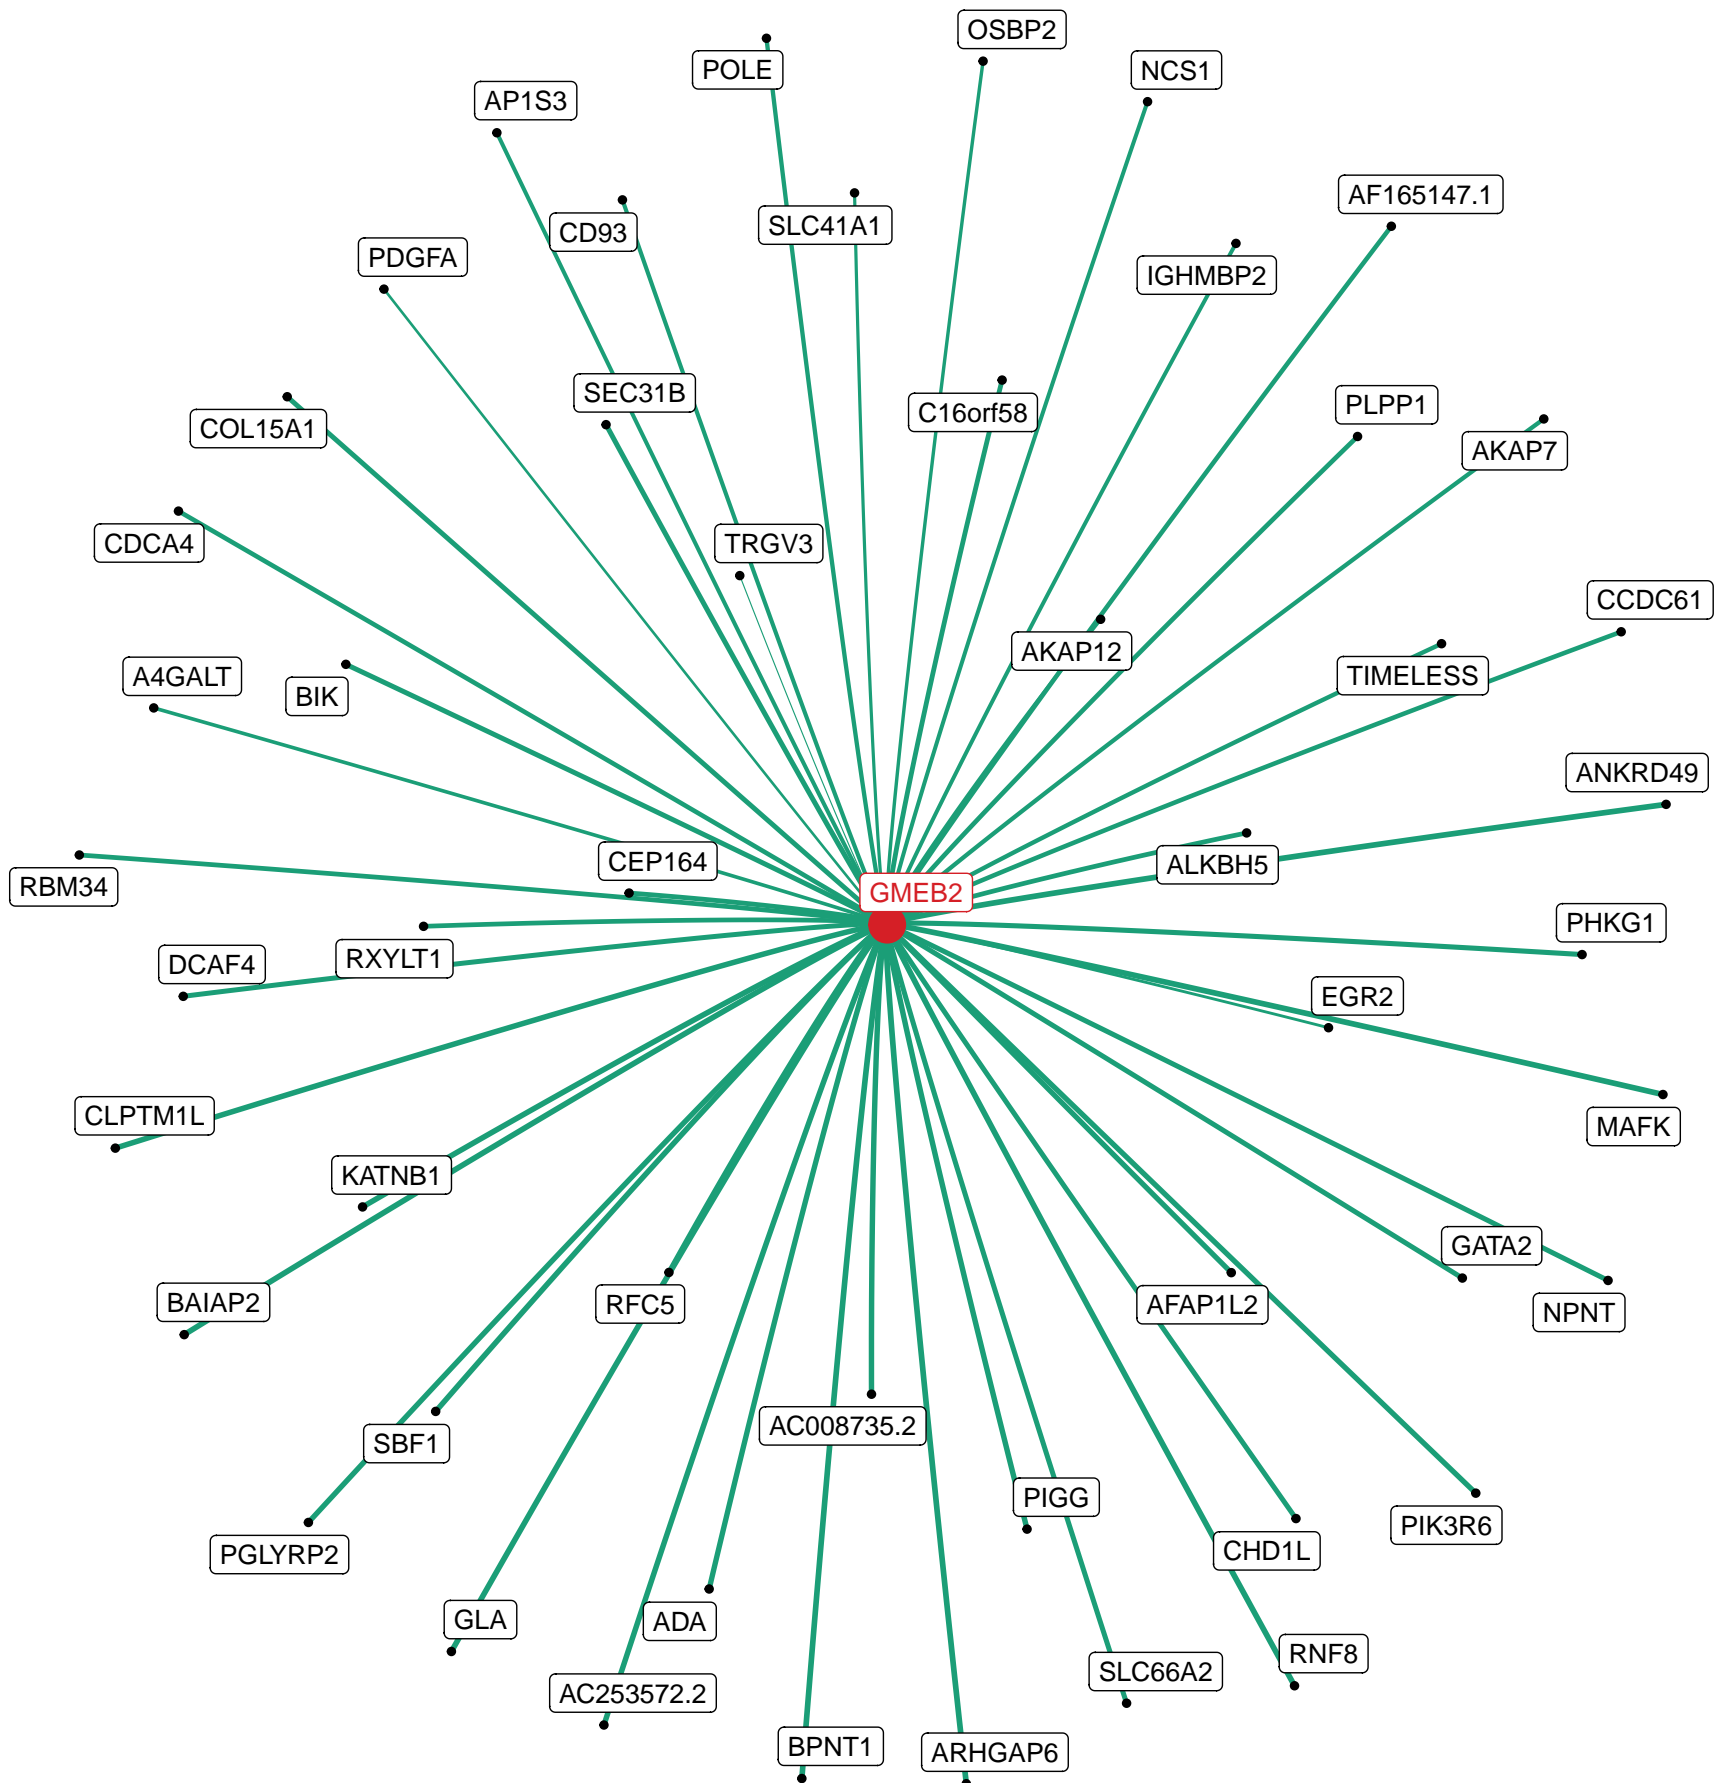 OSBP2
POLE
NCS1
AP1S3
AF165147.1
SLC41A1
CD93
PDGFA
IGHMBP2
SEC31B
PLPP1
C16orf58
COL15A1
AKAP7
CDCA4
TRGV3
CCDC61
AKAP12
A4GALT
TIMELESS
BIK
ANKRD49
CEP164
ALKBH5
RBM34
GMEB2
PHKG1
RXYLT1
DCAF4
EGR2
CLPTM1L
MAFK
KATNB1
GATA2
BAIAP2
RFC5
AFAP1L2
NPNT
AC008735.2
SBF1
PIGG
PIK3R6
CHD1L
PGLYRP2
GLA
ADA
RNF8
SLC66A2
AC253572.2
BPNT1
ARHGAP6